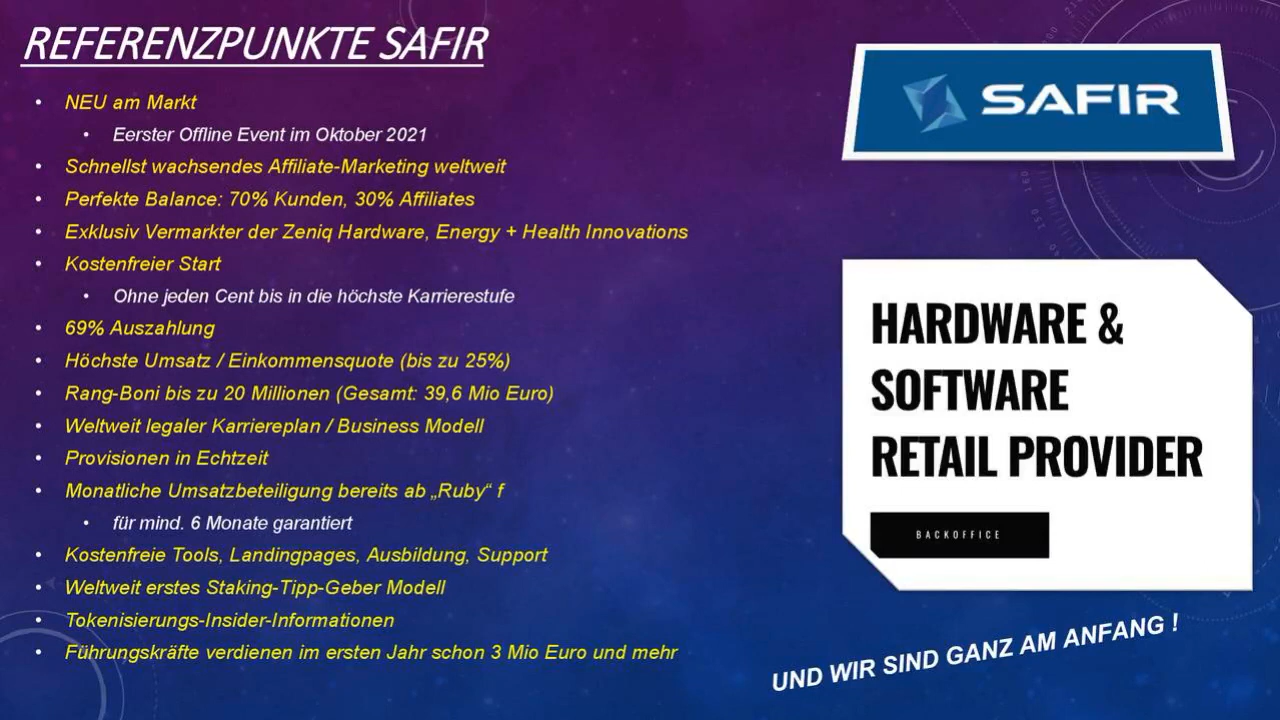 REFERENZPUNKTE SAFIR
• NEU am Markt
• Eerster Offline Event im Oktober 2021
• Schnellst wachsendes Affiliate-Marketing weltweit
• Perfekte Balance: 70% Kunden, 30% Affiliates
• Exklusiv Vermarkter der Zeniq Hardware, Energy + Health Innovations
• Kostenfreier Start
• Ohne jeden Cent bis in die höchste Karrierestufe
• 69% Auszahlung
• Höchste Umsatz / Einkommensquote (bis zu 25%)
• Rang-Boni bis zu 20 Millionen (Gesamt: 39,6 Mio Euro)
• Weltweit legaler Karriereplan / Business Modell
• Provisionen in Echtzeit
• Monatliche Umsatzbeteiligung bereits ab „Ruby“ f
• für mind. 6 Monate garantiert
• Kostenfreie Tools, Landingpages, Ausbildung, Support
• Weltweit erstes Staking-Tipp-Geber Modell
• Tokenisierungs-Insider-Informationen
• Führungskräfte verdienen im ersten Jahr schon 3 Mio Euro und mehr
SAFIR
HARDWARE &
SOFTWARE
RETAIL PROVIDER
BACKOFFICE
UND WIR SIND GANZ AM ANFANG !